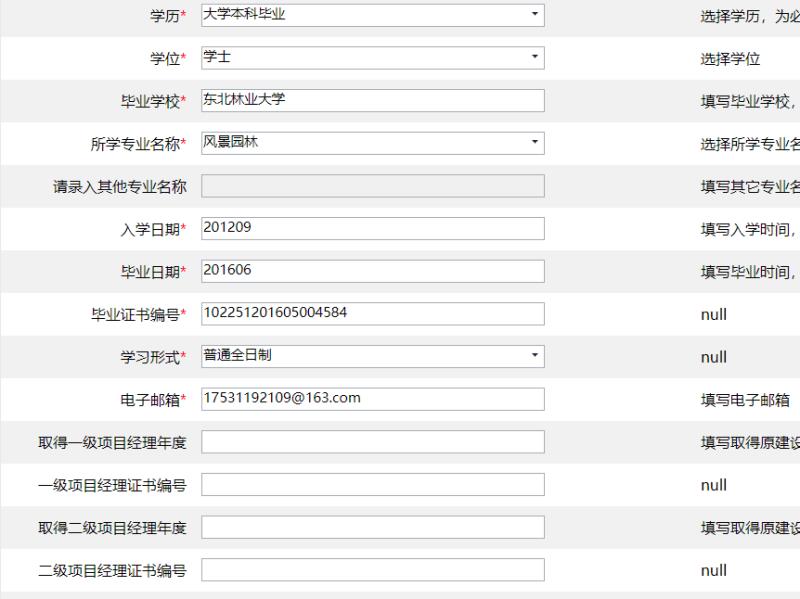 学历* 大学本科毕业 选择学历，为必
学位* 学士 选择学位
毕业学校* 东北林业大学 填写毕业学校，
所学专业名称* 风景园林 选择所学专业名
请录入其他专业名称 填写其它专业名
入学日期* 201209 填写入学时间，
毕业日期* 201606 填写毕业时间，
毕业证书编号* 102251201605004584 null
学习形式* 普通全日制 null
电子邮箱* 17531192109@163.com 填写电子邮箱
取得一级项目经理年度 填写取得原建设
一级项目经理证书编号 null
取得二级项目经理年度 填写取得原建设
二级项目经理证书编号 null